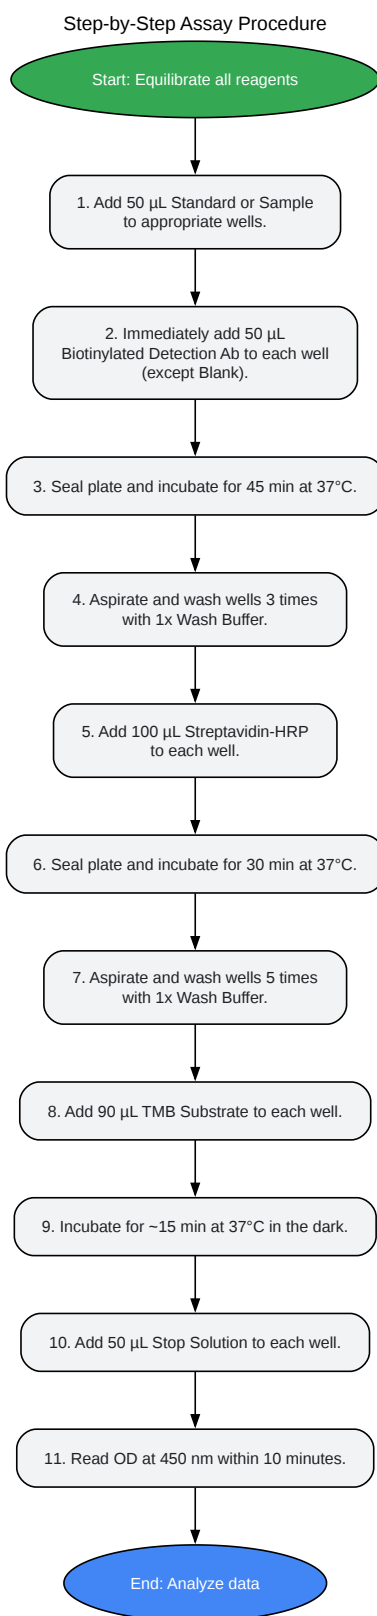 Step-by-Step Assay Procedure
Start: Equilibrate all reagents
1. Add 50 µL Standard or Sample
to appropriate wells.
2. Immediately add 50 µL
Biotinylated Detection Ab to each well
(except Blank).
3. Seal plate and incubate for 45 min at 37°C.
4. Aspirate and wash wells 3 times
with 1x Wash Buffer.
5. Add 100 µL Streptavidin-HRP
to each well.
6. Seal plate and incubate for 30 min at 37°C.
7. Aspirate and wash wells 5 times
with 1x Wash Buffer.
8. Add 90 µL TMB Substrate to each well.
9. Incubate for ~15 min at 37°C in the dark.
10. Add 50 µL Stop Solution to each well.
11. Read OD at 450 nm within 10 minutes.
End: Analyze data